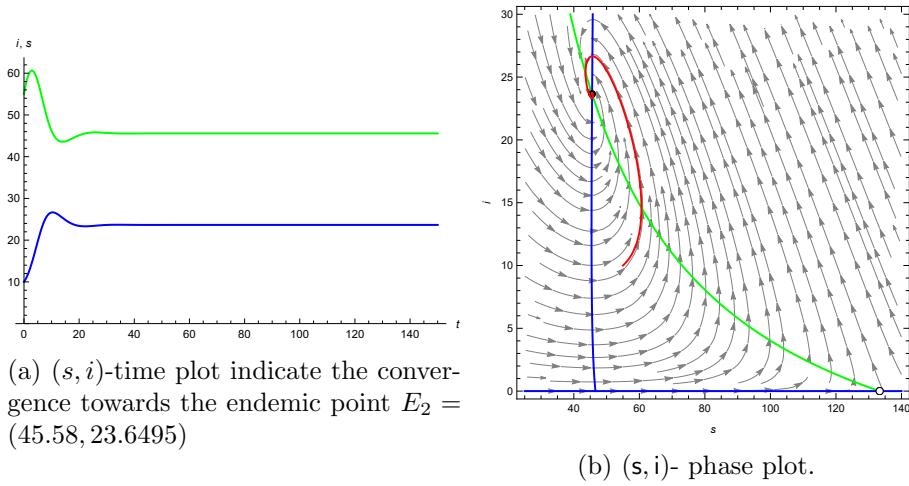 i, s
60
50
40
30
20
10
0 20 40 60 80 100 120 140 t
(a) (s, i)-time plot indicate the conver-
gence towards the endemic point E₂ =
(45.58, 23.6495)
30
25
20
i 15
10
5
0
40 60 80 100 120 140
s
(b) (s, i)- phase plot.